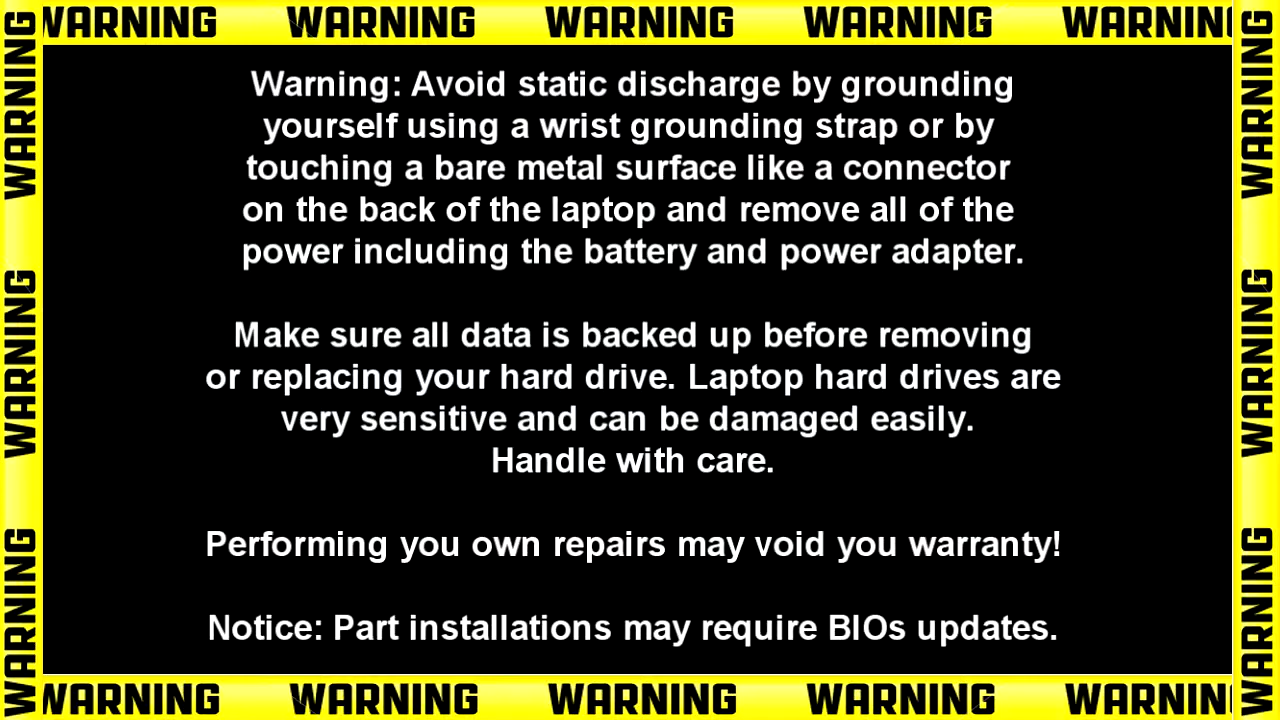 WARNING WARNING WARNING WARNING WARNING
WARNING
WARNING
WARNING
Warning: Avoid static discharge by grounding
yourself using a wrist grounding strap or by
touching a bare metal surface like a connector
on the back of the laptop and remove all of the
power including the battery and power adapter.
Make sure all data is backed up before removing
or replacing your hard drive. Laptop hard drives are
very sensitive and can be damaged easily.
Handle with care.
Performing you own repairs may void you warranty!
Notice: Part installations may require BIOs updates.
WARNING
WARNING
WARNING
WARNING WARNING WARNING WARNING WARNING